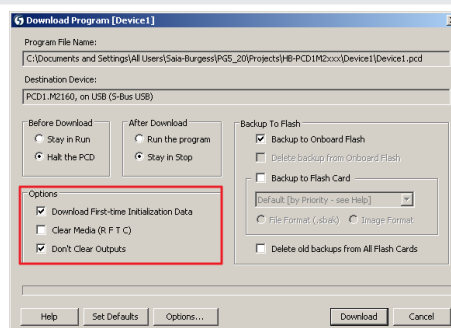 Download Program [Device1]
Program File Name:
C:\Documents and Settings\All Users\Saia-Burgess\PG5_20\Projects\HB-PCD1M2xxx\Device1\Device1.pcd
Destination Device:
PCD1.M2160, on USB (S-Bus USB)
Before Download
Stay in Run
Halt the PCD
After Download
Run the program
Stay in Stop
Options
Download First-time Initialization Data
Clear Media (R F T C)
Don't Clear Outputs
Backup To Flash
Backup to Onboard Flash
Delete backup from Onboard Flash
Backup to Flash Card
Default [by Priority - see Help]
File Format (.sbak) Image Format
Delete old backups from All Flash Cards
Help Set Defaults Options... Download Cancel